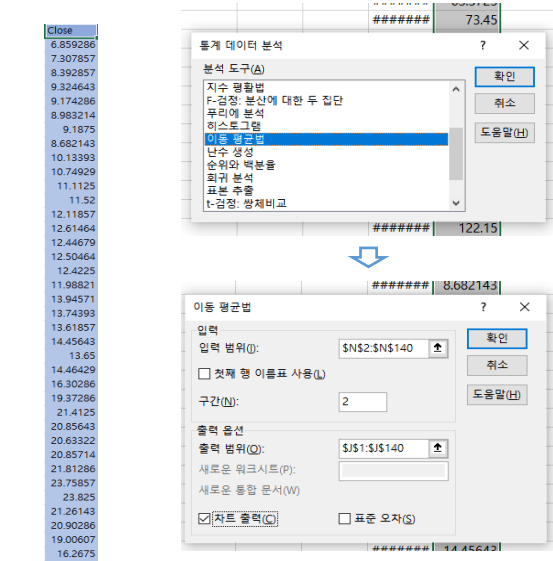 Close
6.859286
7.307857
8.392857
9.324643
9.174286
8.983214
9.1875
8.682143
10.13393
10.74929
11.1125
11.52
12.11857
12.61464
12.44679
12.50464
12.4225
11.98821
13.94571
13.74393
13.61857
14.45643
13.65
14.46429
16.30286
19.37286
21.4125
20.85643
20.63322
20.85714
21.81286
23.75857
23.825
21.26143
20.90286
19.00607
16.2675
####### 73.45
통계 데이터 분석 ? ×
분석 도구(A)
지수 평활법
F-검정: 분산에 대한 두 집단
푸리에 분석
히스토그램
이동 평균법
난수 생성
순위와 백분율
회귀 분석
표본 추출
t-검정: 쌍체비교
확인
취소
도움말(H)
####### 122.15
####### 8.682143
이동 평균법 ? ×
입력
입력 범위(I): $N$2:$N$140
첫째 행 이름표 사용(L)
구간(N): 2
출력 옵션
출력 범위(O): $J$1:$J$140
새로운 워크시트(P):
새로운 통합 문서(W)
차트 출력(C) 표준 오차(S)
확인
취소
도움말(H)
####### 14.45643